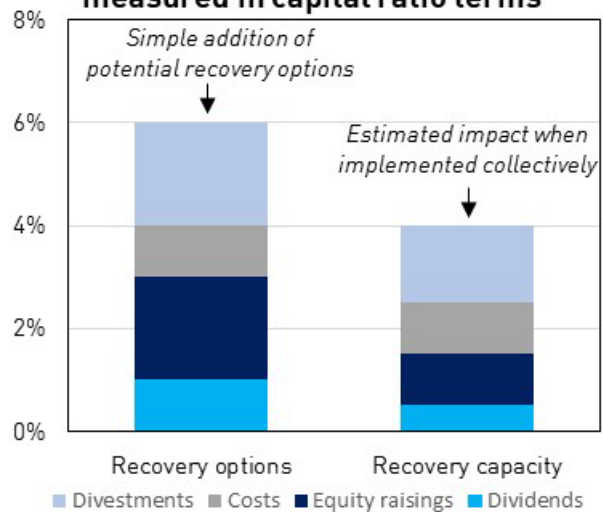 measured in capital ratio terms
8%
Simple addition of
potential recovery options
6%
Estimated impact when
implemented collectively
4%
2%
0%
Recovery options Recovery capacity
Divestments Costs Equity raisings Dividends